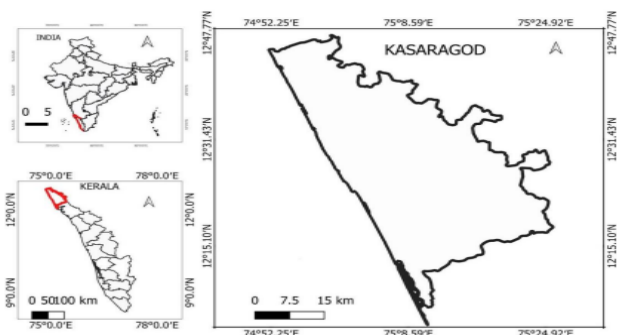 INDIA
0 5
75°0.0'E 78°0.0'E
KERALA
12°0.0'N
12°0.0'N
9°0.0'N
9°0.0'N
0 50100 km
75°0.0'E 78°0.0'E
74°52.25'E 75°8.59'E 75°24.92'E
KASARAGOD
12°47.77'N
12°47.77'N
12°31.43'N
12°31.43'N
12°15.10'N
12°15.10'N
0 7.5 15 km
74°52.25'E 75°8.59'E 75°24.92'E